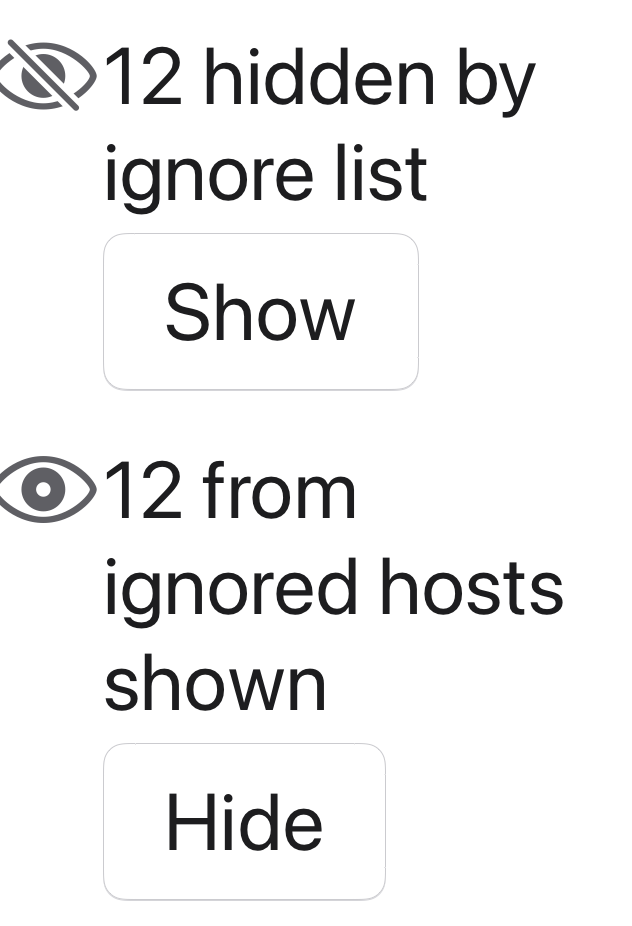 12 hidden by
ignore list
Show
12 from
ignored hosts
shown
Hide